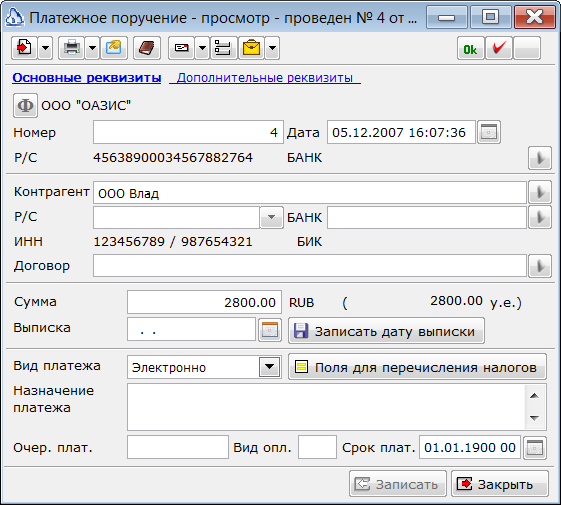 Платежное поручение - просмотр - проведен № 4 от ...
Ok
Основные реквизиты Дополнительные реквизиты
Ф ООО "ОАЗИС"
Номер 4 Дата 05.12.2007 16:07:36
Р/С 45638900034567882764 БАНК
Контрагент ООО Влад
Р/С БАНК
ИНН 123456789 / 987654321 БИК
Договор
Сумма 2800.00 RUB ( 2800.00 у.е.)
Выписка . . Записать дату выписки
Вид платежа Электронно Поля для перечисления налогов
Назначение
платежа
Очер. плат. Вид опл. Срок плат. 01.01.1900 00
Записать Закрыть